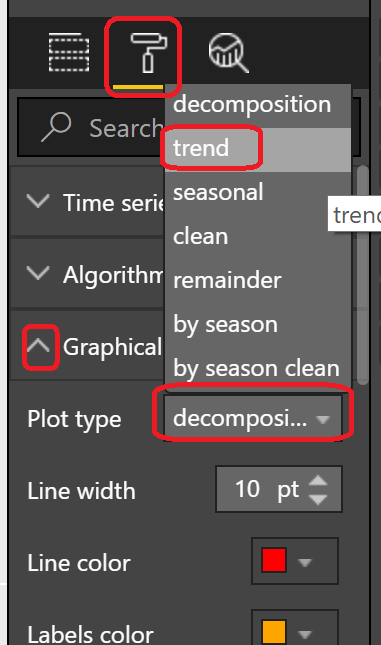 decomposition
Search
trend
seasonal
Time serie
trend
clean
Algorithm
remainder
by season
Graphical
by season clean
Plot type
decomposi...
Line width
10 pt
Line color
Labels color